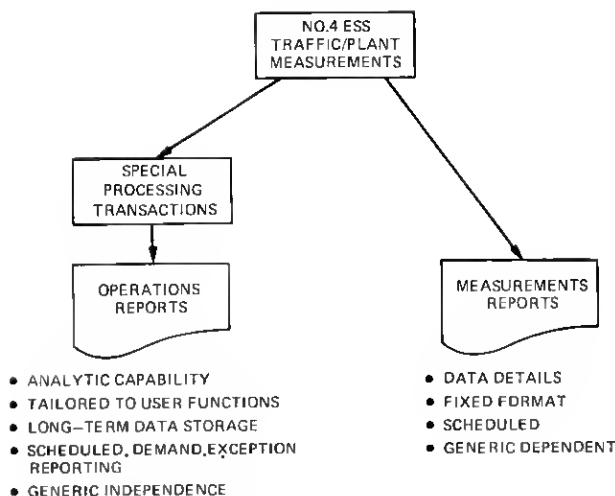 NO.4 ESS
TRAFFIC/PLANT
MEASUREMENTS
SPECIAL
PROCESSING
TRANSACTIONS
OPERATIONS
REPORTS
• ANALYTIC CAPABILITY
• TAILORED TO USER FUNCTIONS
• LONG-TERM DATA STORAGE
• SCHEDULED, DEMAND, EXCEPTION
REPORTING
• GENERIC INDEPENDENCE
MEASUREMENTS
REPORTS
• DATA DETAILS
• FIXED FORMAT
• SCHEDULED
• GENERIC DEPENDENT